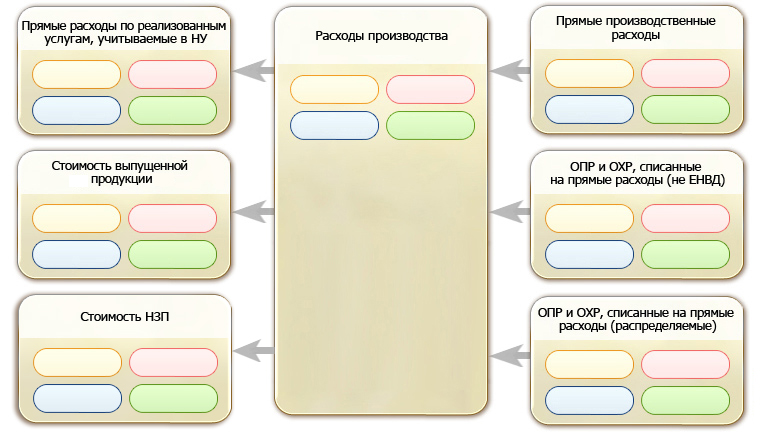 Прямые расходы по реализованным
услугам, учитываемые в НУ
Стоимость выпущенной
продукции
Стоимость НЗП
Расходы производства
Прямые производственные
расходы
ОПР и ОХР, списанные
на прямые расходы (не ЕНВД)
ОПР и ОХР, списанные на прямые
расходы (распределяемые)